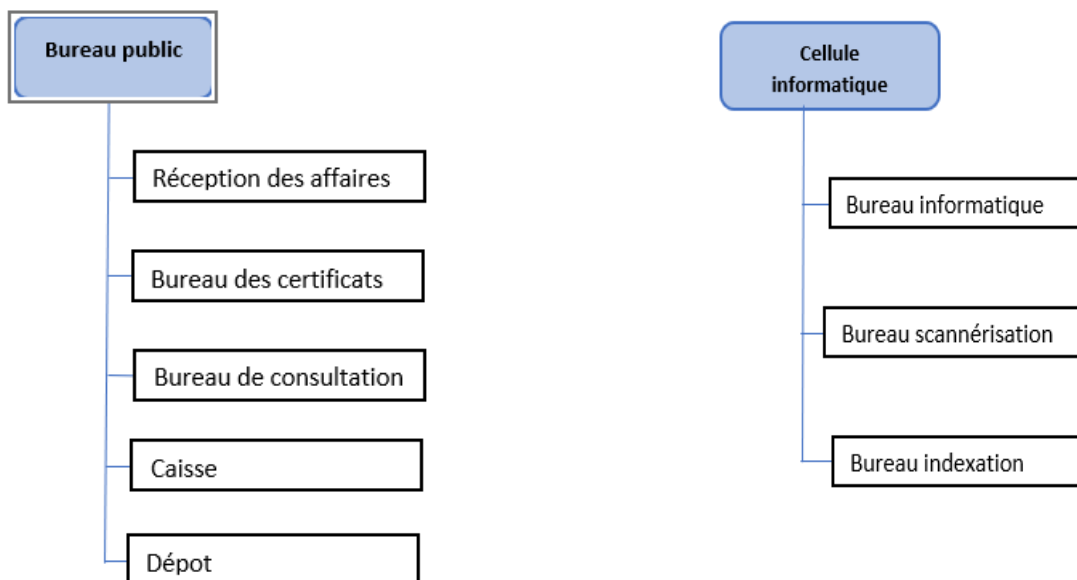 Bureau public
Réception des affaires
Bureau des certificats
Bureau de consultation
Caisse
Dépot
Cellule
informatique
Bureau informatique
Bureau scannérisation
Bureau indexation